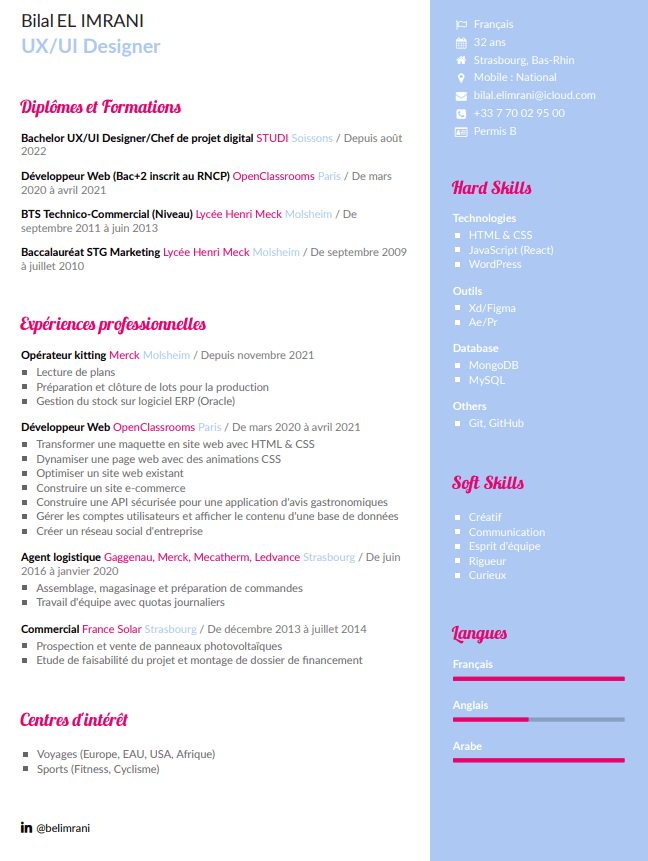 Bilal EL IMRANI
UX/UI Designer
Diplômes et Formations
Bachelor UX/UI Designer/Chef de projet digital STUDI Soissons / Depuis août
2022
Développeur Web (Bac+2 inscrit au RNCP) OpenClassrooms Paris / De mars
2020 à avril 2021
BTS Technico-Commercial (Niveau) Lycée Henri Meck Molsheim / De
septembre 2011 à juin 2013
Baccalauréat STG Marketing Lycée Henri Meck Molsheim / De septembre 2009
à juillet 2010
Expériences professionnelles
Opérateur kitting Merck Molsheim / Depuis novembre 2021
Lecture de plans
Préparation et clôture de lots pour la production
Gestion du stock sur logiciel ERP (Oracle)
Développeur Web OpenClassrooms Paris / De mars 2020 à avril 2021
Transformer une maquette en site web avec HTML & CSS
Dynamiser une page web avec des animations CSS
Optimiser un site web existant
Construire un site e-commerce
Construire une API sécurisée pour une application d'avis gastronomiques
Gérer les comptes utilisateurs et afficher le contenu d'une base de données
Créer un réseau social d'entreprise
Agent logistique Gaggenau, Merck, Mecatherm, Ledvance Strasbourg / De juin
2016 à janvier 2020
Assemblage, magasinage et préparation de commandes
Travail d'équipe avec quotas journaliers
Commercial France Solar Strasbourg / De décembre 2013 à juillet 2014
Prospection et vente de panneaux photovoltaïques
Etude de faisabilité du projet et montage de dossier de financement
Centres d'intérêt
Voyages (Europe, EAU, USA, Afrique)
Sports (Fitness, Cyclisme)
in @belimrani
Français
32 ans
Strasbourg, Bas-Rhin
Mobile : National
bilal.elimrani@icloud.com
+33 7 70 02 95 00
Permis B
Hard Skills
Technologies
HTML & CSS
JavaScript (React)
WordPress
Outils
Xd/Figma
Ae/Pr
Database
MongoDB
MySQL
Others
Git, GitHub
Soft Skills
Créatif
Communication
Esprit d'équipe
Rigueur
Curieux
Langues
Français
Anglais
Arabe